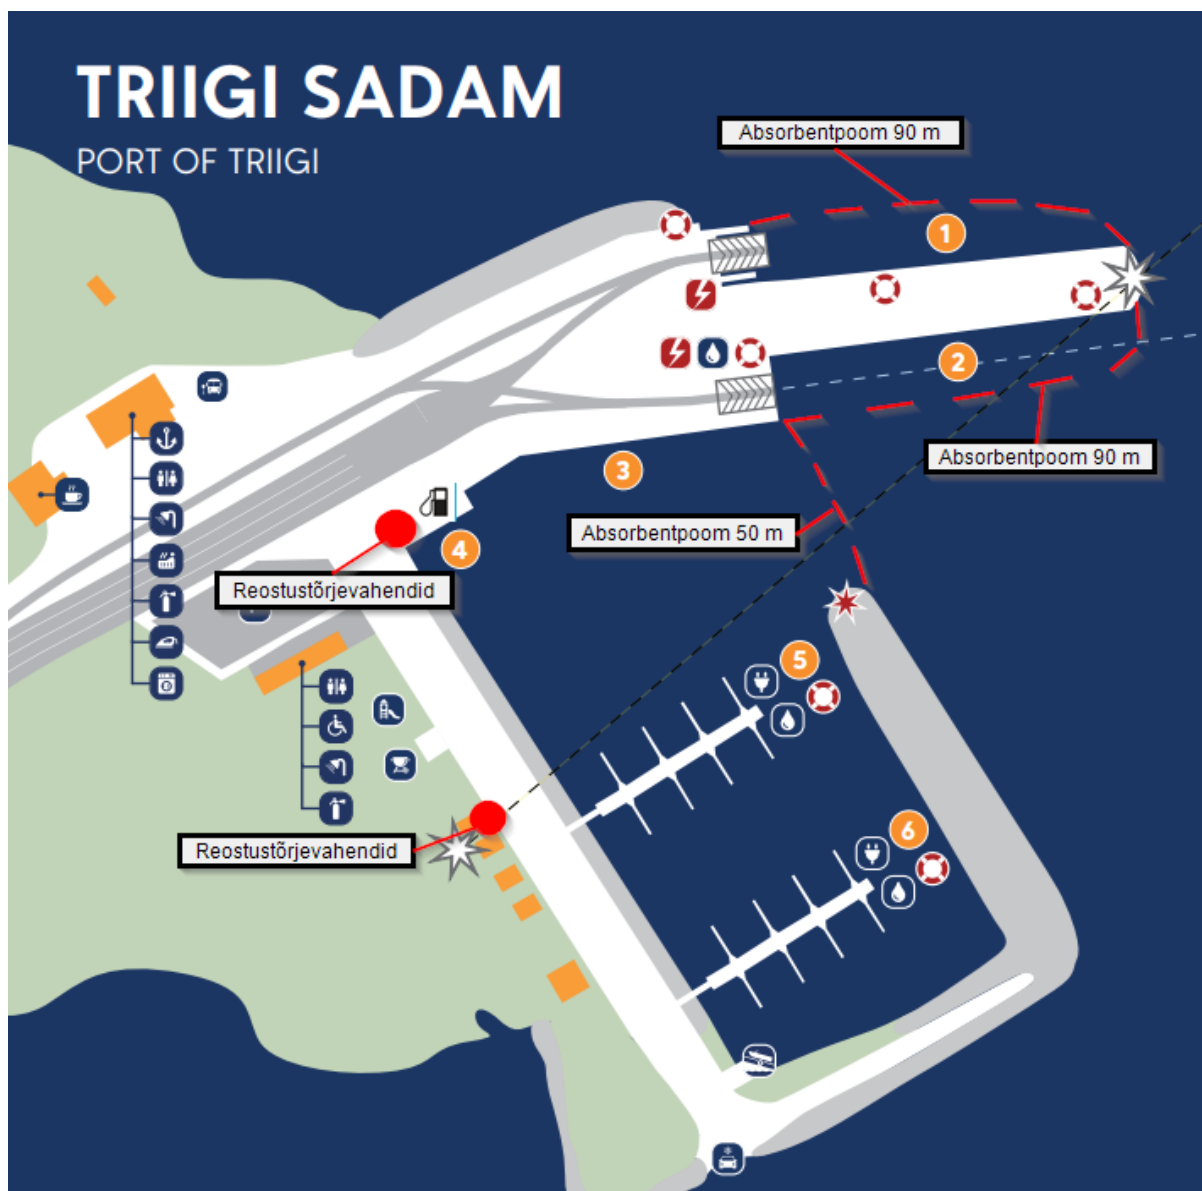 TRIIGI SADAM
PORT OF TRIIGI
Absorbentpoom 90 m
1
2
Absorbentpoom 90 m
3
Absorbentpoom 50 m
4
Reostustõrjevahendid
5
6
Reostustõrjevahendid